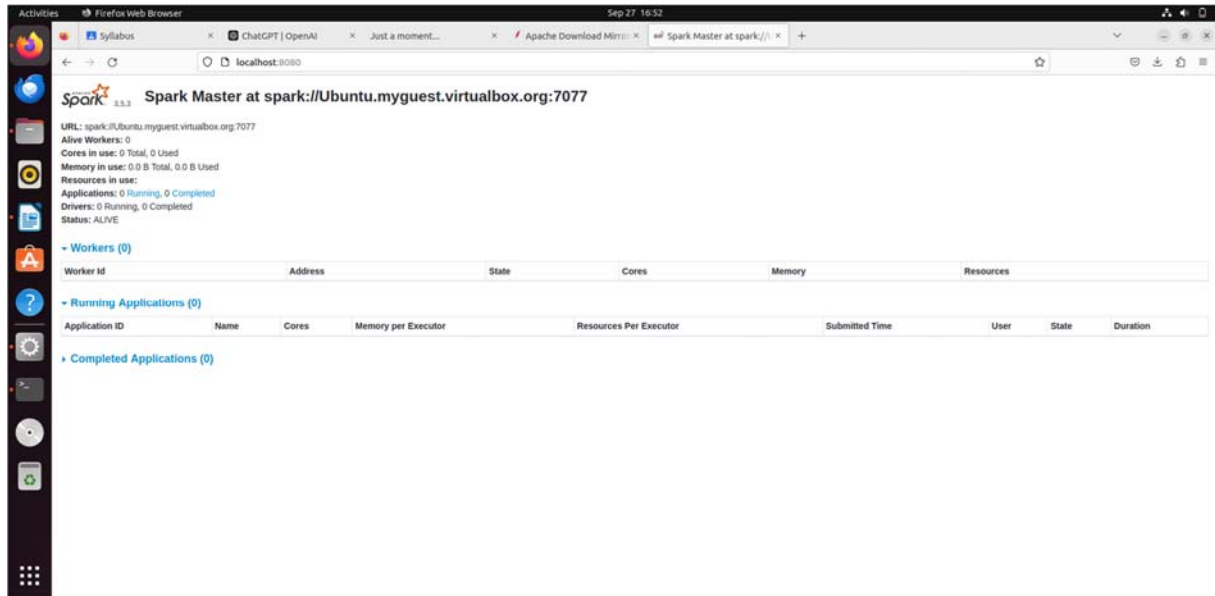 Activities Firefox Web Browser Sep 27 16:52
Syllabus ChatGPT | OpenAI Just a moment... Apache Download Mirror Spark Master at spark://U
localhost:8080
Spark 3.5.3 Spark Master at spark://Ubuntu.myguest.virtualbox.org:7077
URL: spark://Ubuntu.myguest.virtualbox.org:7077
Alive Workers: 0
Cores in use: 0 Total, 0 Used
Memory in use: 0.0 B Total, 0.0 B Used
Resources in use:
Applications: 0 Running, 0 Completed
Drivers: 0 Running, 0 Completed
Status: ALIVE
Workers (0)
Worker Id Address State Cores Memory Resources
Running Applications (0)
Application ID Name Cores Memory per Executor Resources Per Executor Submitted Time User State Duration
Completed Applications (0)